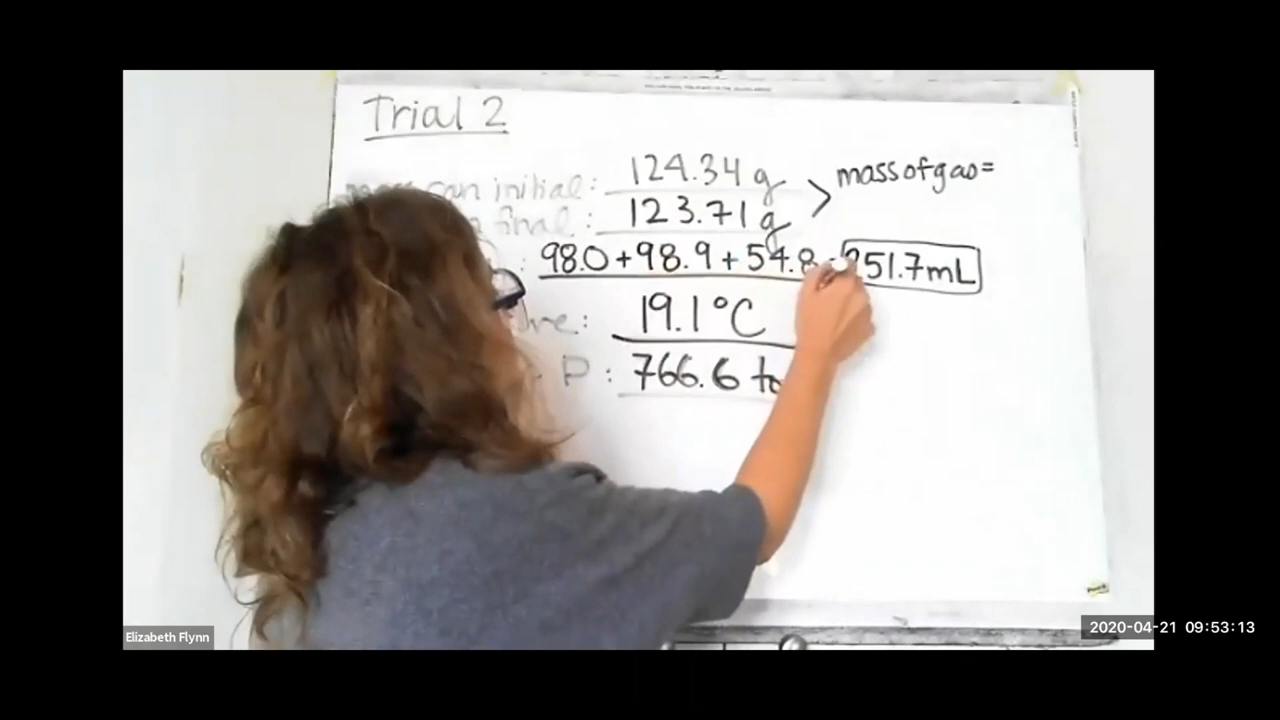 Trial 2
can initial: 124.34 g > mass of gas =
final: 123.71 g
: 98.0 + 98.9 + 54.8 = 251.7 mL
19.1 °C
P: 766.6
Elizabeth Flynn
2020-04-21 09:53:13